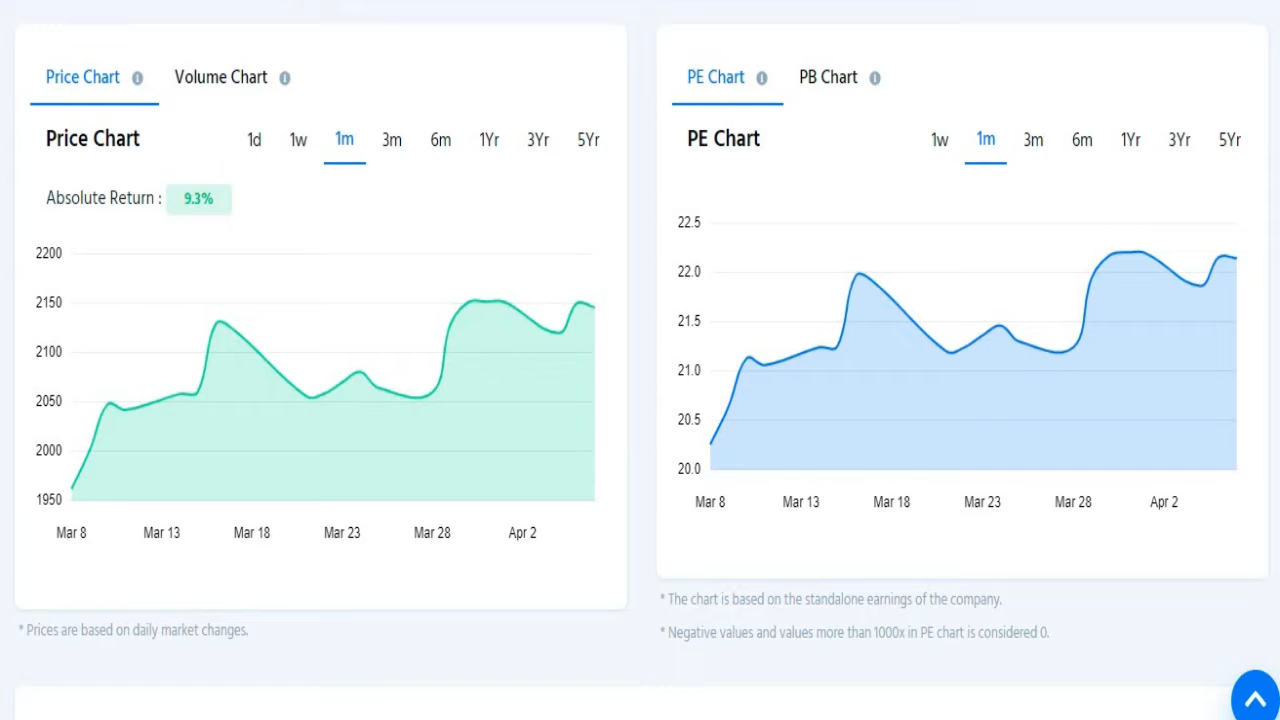 Price Chart Volume Chart
Price Chart 1d 1w 1m 3m 6m 1Yr 3Yr 5Yr
Absolute Return : 9.3%
2200
2150
2100
2050
2000
1950
Mar 8 Mar 13 Mar 18 Mar 23 Mar 28 Apr 2
* Prices are based on daily market changes.
PE Chart PB Chart
PE Chart 1w 1m 3m 6m 1Yr 3Yr 5Yr
22.5
22.0
21.5
21.0
20.5
20.0
Mar 8 Mar 13 Mar 18 Mar 23 Mar 28 Apr 2
* The chart is based on the standalone earnings of the company.
* Negative values and values more than 1000x in PE chart is considered 0.